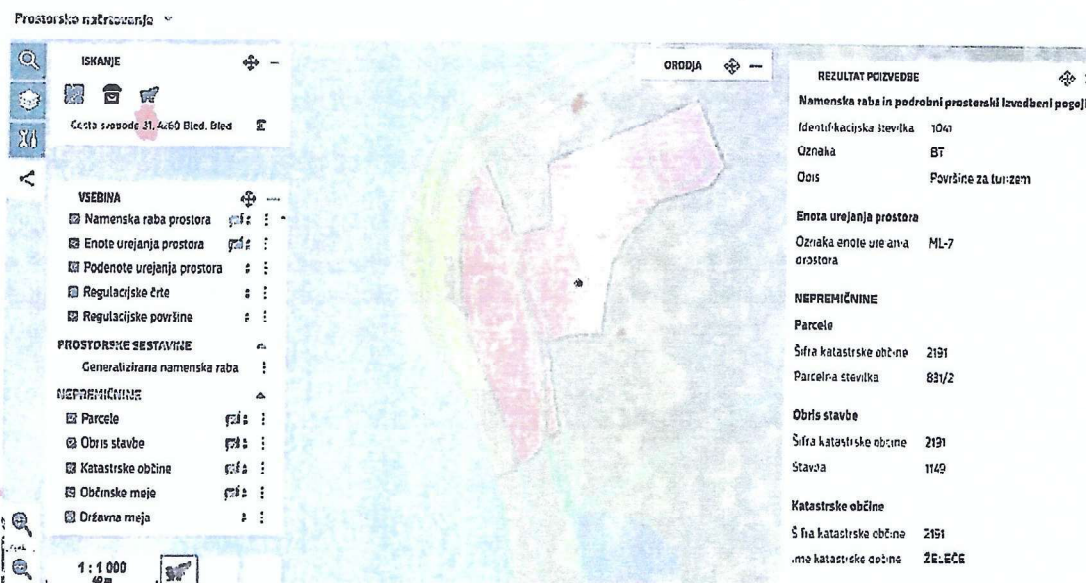 Prostorsko načrtovanje
ISKANJE
Cesta svobode 31, 4260 Bled, Bled
VSEBINA
Namenska raba prostora
Enote urejanja prostora
Podenote urejanja prostora
Regulacijske črte
Regulacijske površine
PROSTORSKE SESTAVINE
Generalizirana namenska raba
NEPREMIČNINE
Parcele
Obris stavbe
Katastrske občine
Občinske meje
Državna meja
1 : 1 000
40 m
ORODJA
REZULTAT POIZVEDBE
Namenska raba in podrobni prostorski izvedbeni pogoji
Identifikacijska številka 1041
Oznaka BT
Opis Površine za turizem
Enota urejanja prostora
Oznaka enote urejanja prostora ML-7
NEPREMIČNINE
Parcele
Šifra katastrske občine 2191
Parcelna številka 831/2
Obris stavbe
Šifra katastrske občine 2191
Stavba 1149
Katastrske občine
Šifra katastrske občine 2191
Ime katastrske občine ŽELEČE